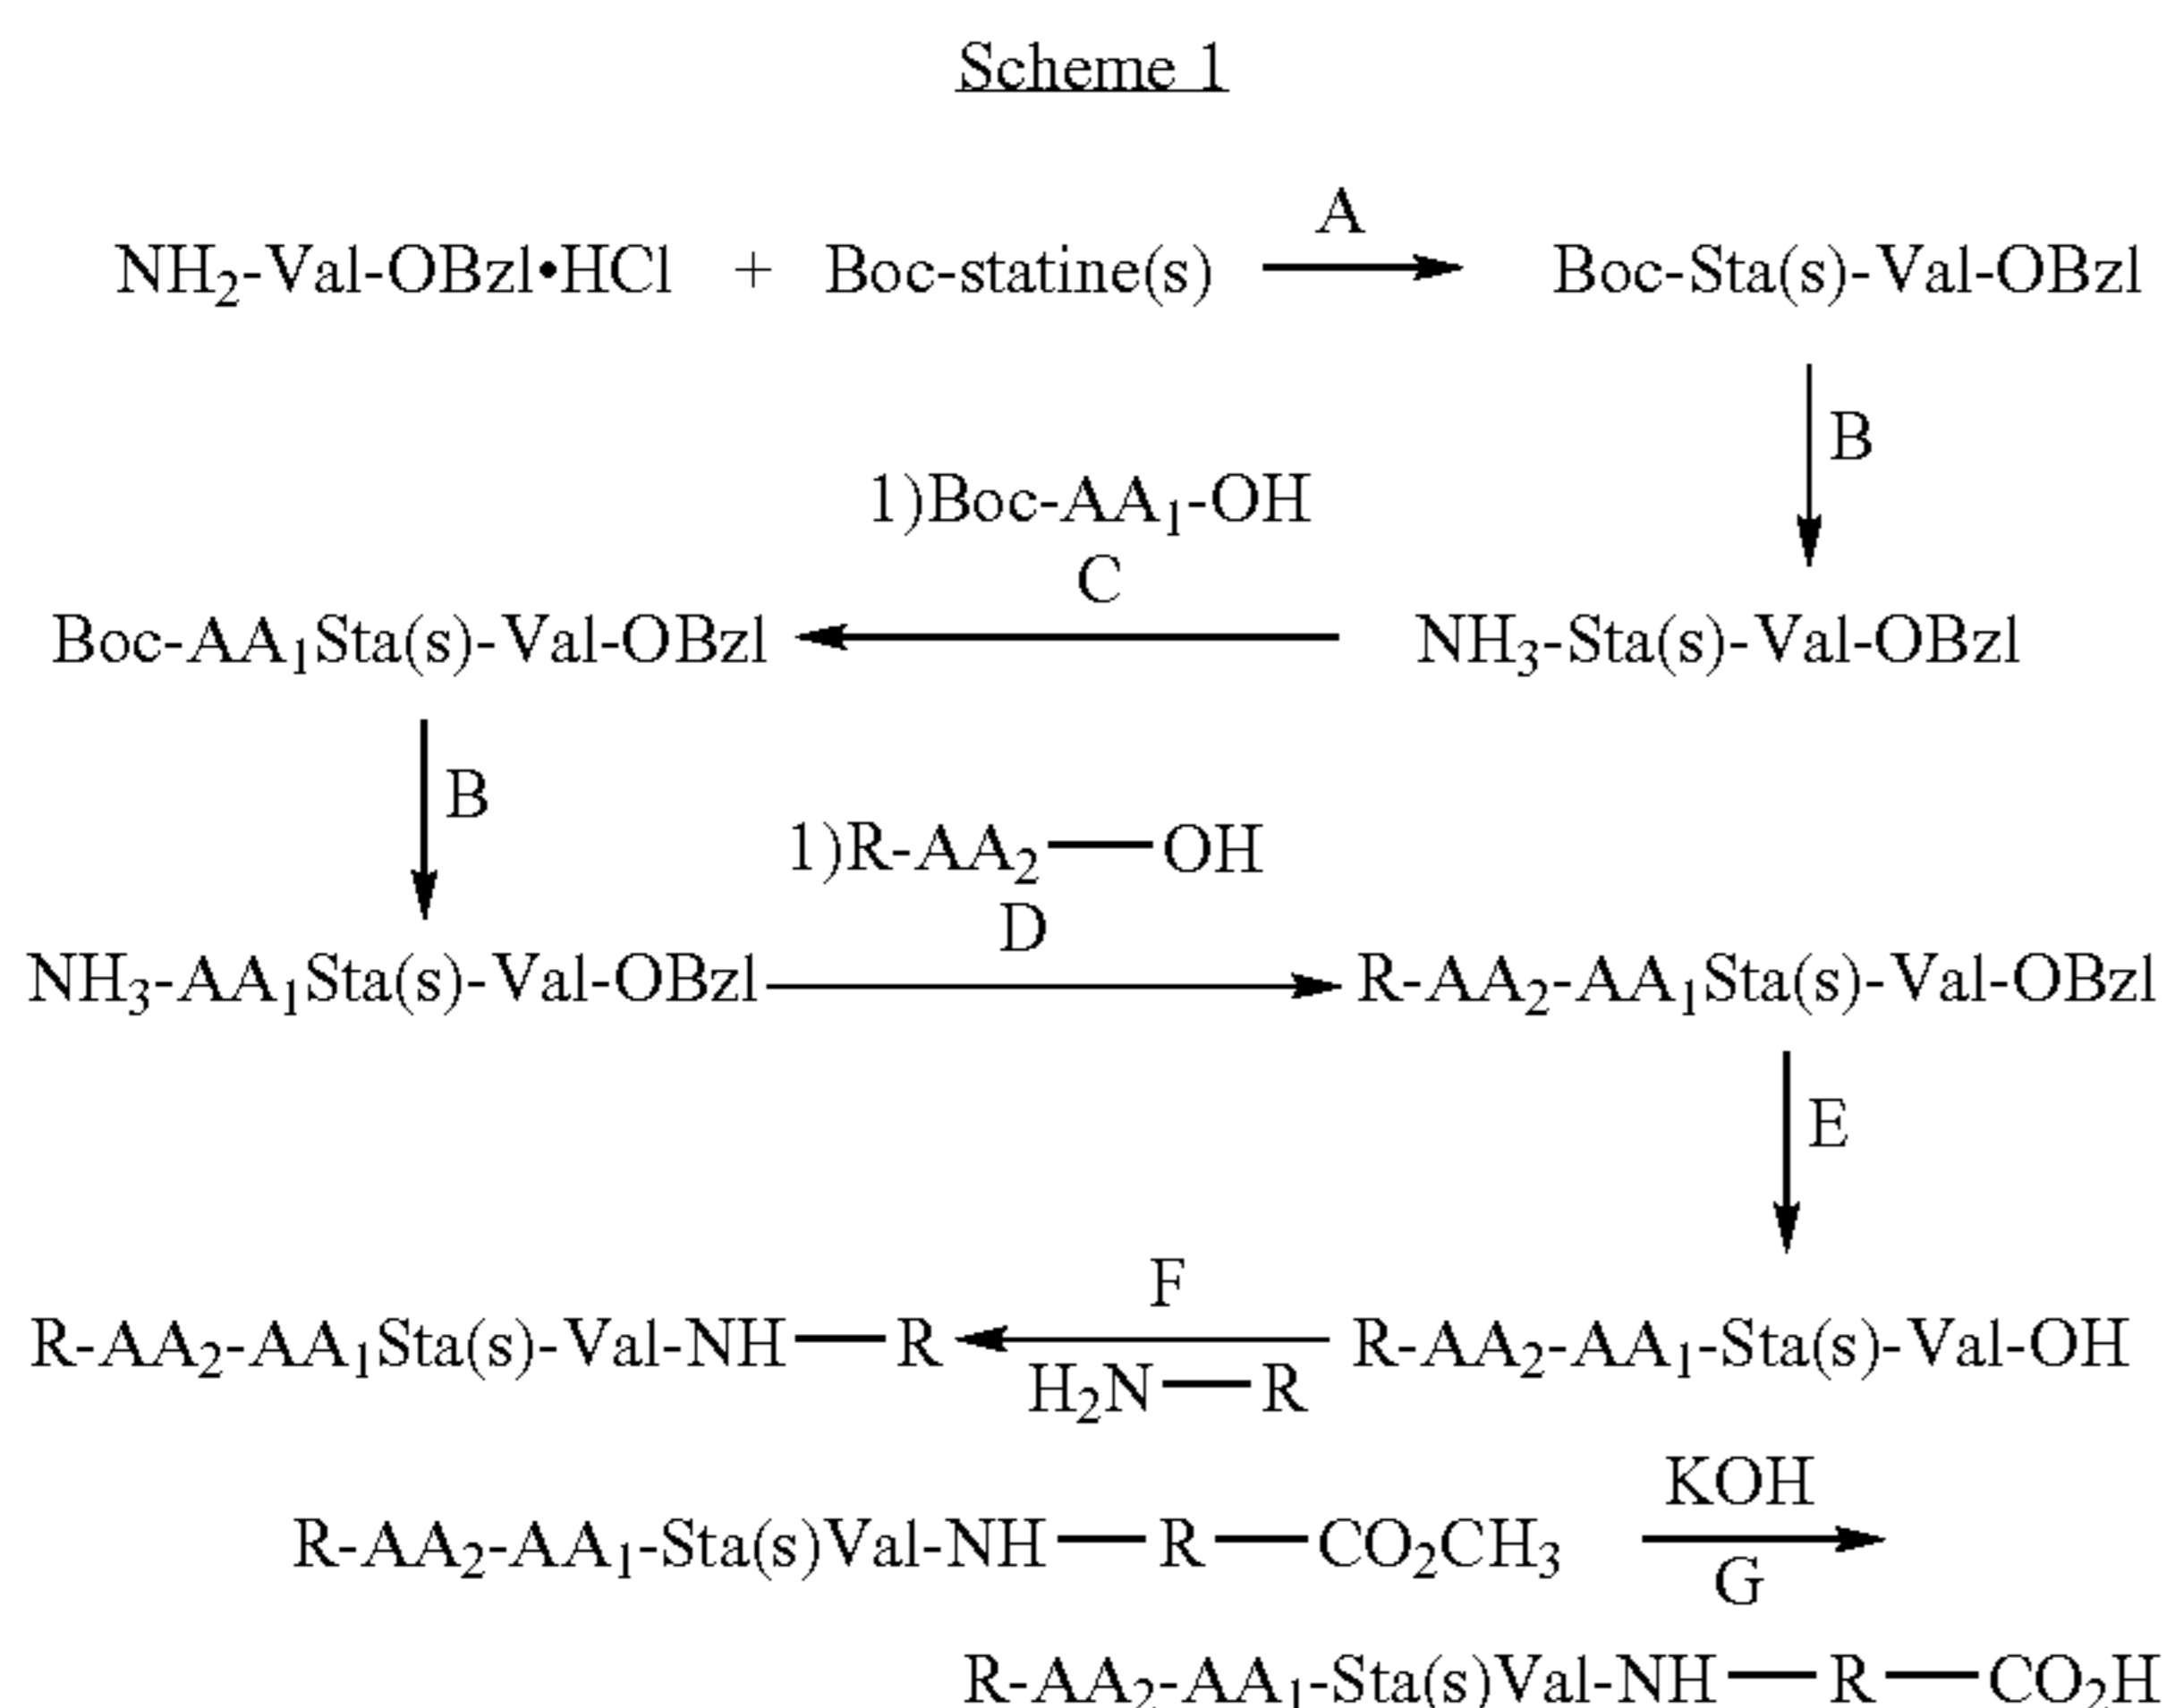 Scheme 1
NH2-Val-OBzl•HCl + Boc-statine(s) A Boc-Sta(s)-Val-OBzl
B
1)Boc-AA1-OH
C
Boc-AA1Sta(s)-Val-OBzl NH3-Sta(s)-Val-OBzl
B
1)R-AA2—OH
D
NH3-AA1Sta(s)-Val-OBzl R-AA2-AA1Sta(s)-Val-OBzl
E
F
R-AA2-AA1Sta(s)-Val-NH—R R-AA2-AA1-Sta(s)-Val-OH
H2N—R
KOH
R-AA2-AA1-Sta(s)Val-NH—R—CO2CH3
G
R-AA2-AA1-Sta(s)Val-NH—R—CO2H